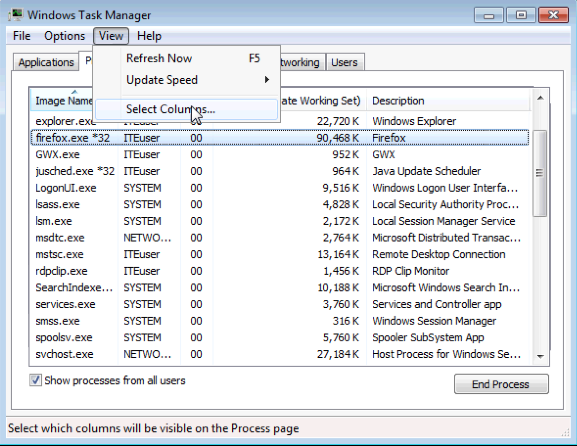 Windows Task Manager
File Options View Help
Refresh Now F5
Update Speed
Select Columns...
Applications P tworking Users
Image Name ate Working Set) Description
explorer.exe ITEuser 00 22,720 K Windows Explorer
firefox.exe *32 ITEuser 00 90,468 K Firefox
GWX.exe ITEuser 00 952 K GWX
jusched.exe *32 ITEuser 00 964 K Java Update Scheduler
LogonUI.exe SYSTEM 00 9,516 K Windows Logon User Interfa...
lsass.exe SYSTEM 00 4,828 K Local Security Authority Proc...
lsm.exe SYSTEM 00 2,172 K Local Session Manager Service
msdtc.exe NETWO... 00 2,764 K Microsoft Distributed Transac...
mstsc.exe ITEuser 00 13,164 K Remote Desktop Connection
rdpclip.exe ITEuser 00 1,456 K RDP Clip Monitor
SearchIndexe... SYSTEM 00 10,188 K Microsoft Windows Search In...
services.exe SYSTEM 00 3,760 K Services and Controller app
smss.exe SYSTEM 00 316 K Windows Session Manager
spoolsv.exe SYSTEM 00 5,760 K Spooler SubSystem App
svchost.exe NETWO... 00 27,184 K Host Process for Windows Se...
Show processes from all users
End Process
Select which columns will be visible on the Process page